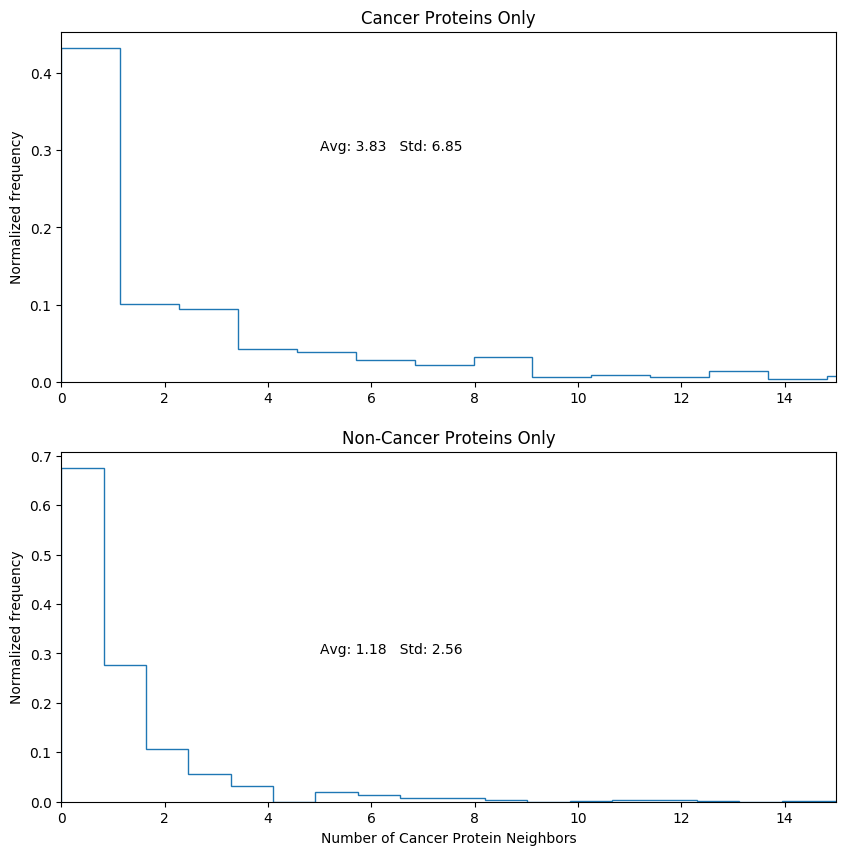 Cancer Proteins Only
0.4
0.3
0.2
0.1
0.0
Normalized frequency
Avg: 3.83   Std: 6.85
0 2 4 6 8 10 12 14
Non-Cancer Proteins Only
0.7
0.6
0.5
0.4
0.3
0.2
0.1
0.0
Normalized frequency
Avg: 1.18   Std: 2.56
0 2 4 6 8 10 12 14
Number of Cancer Protein Neighbors